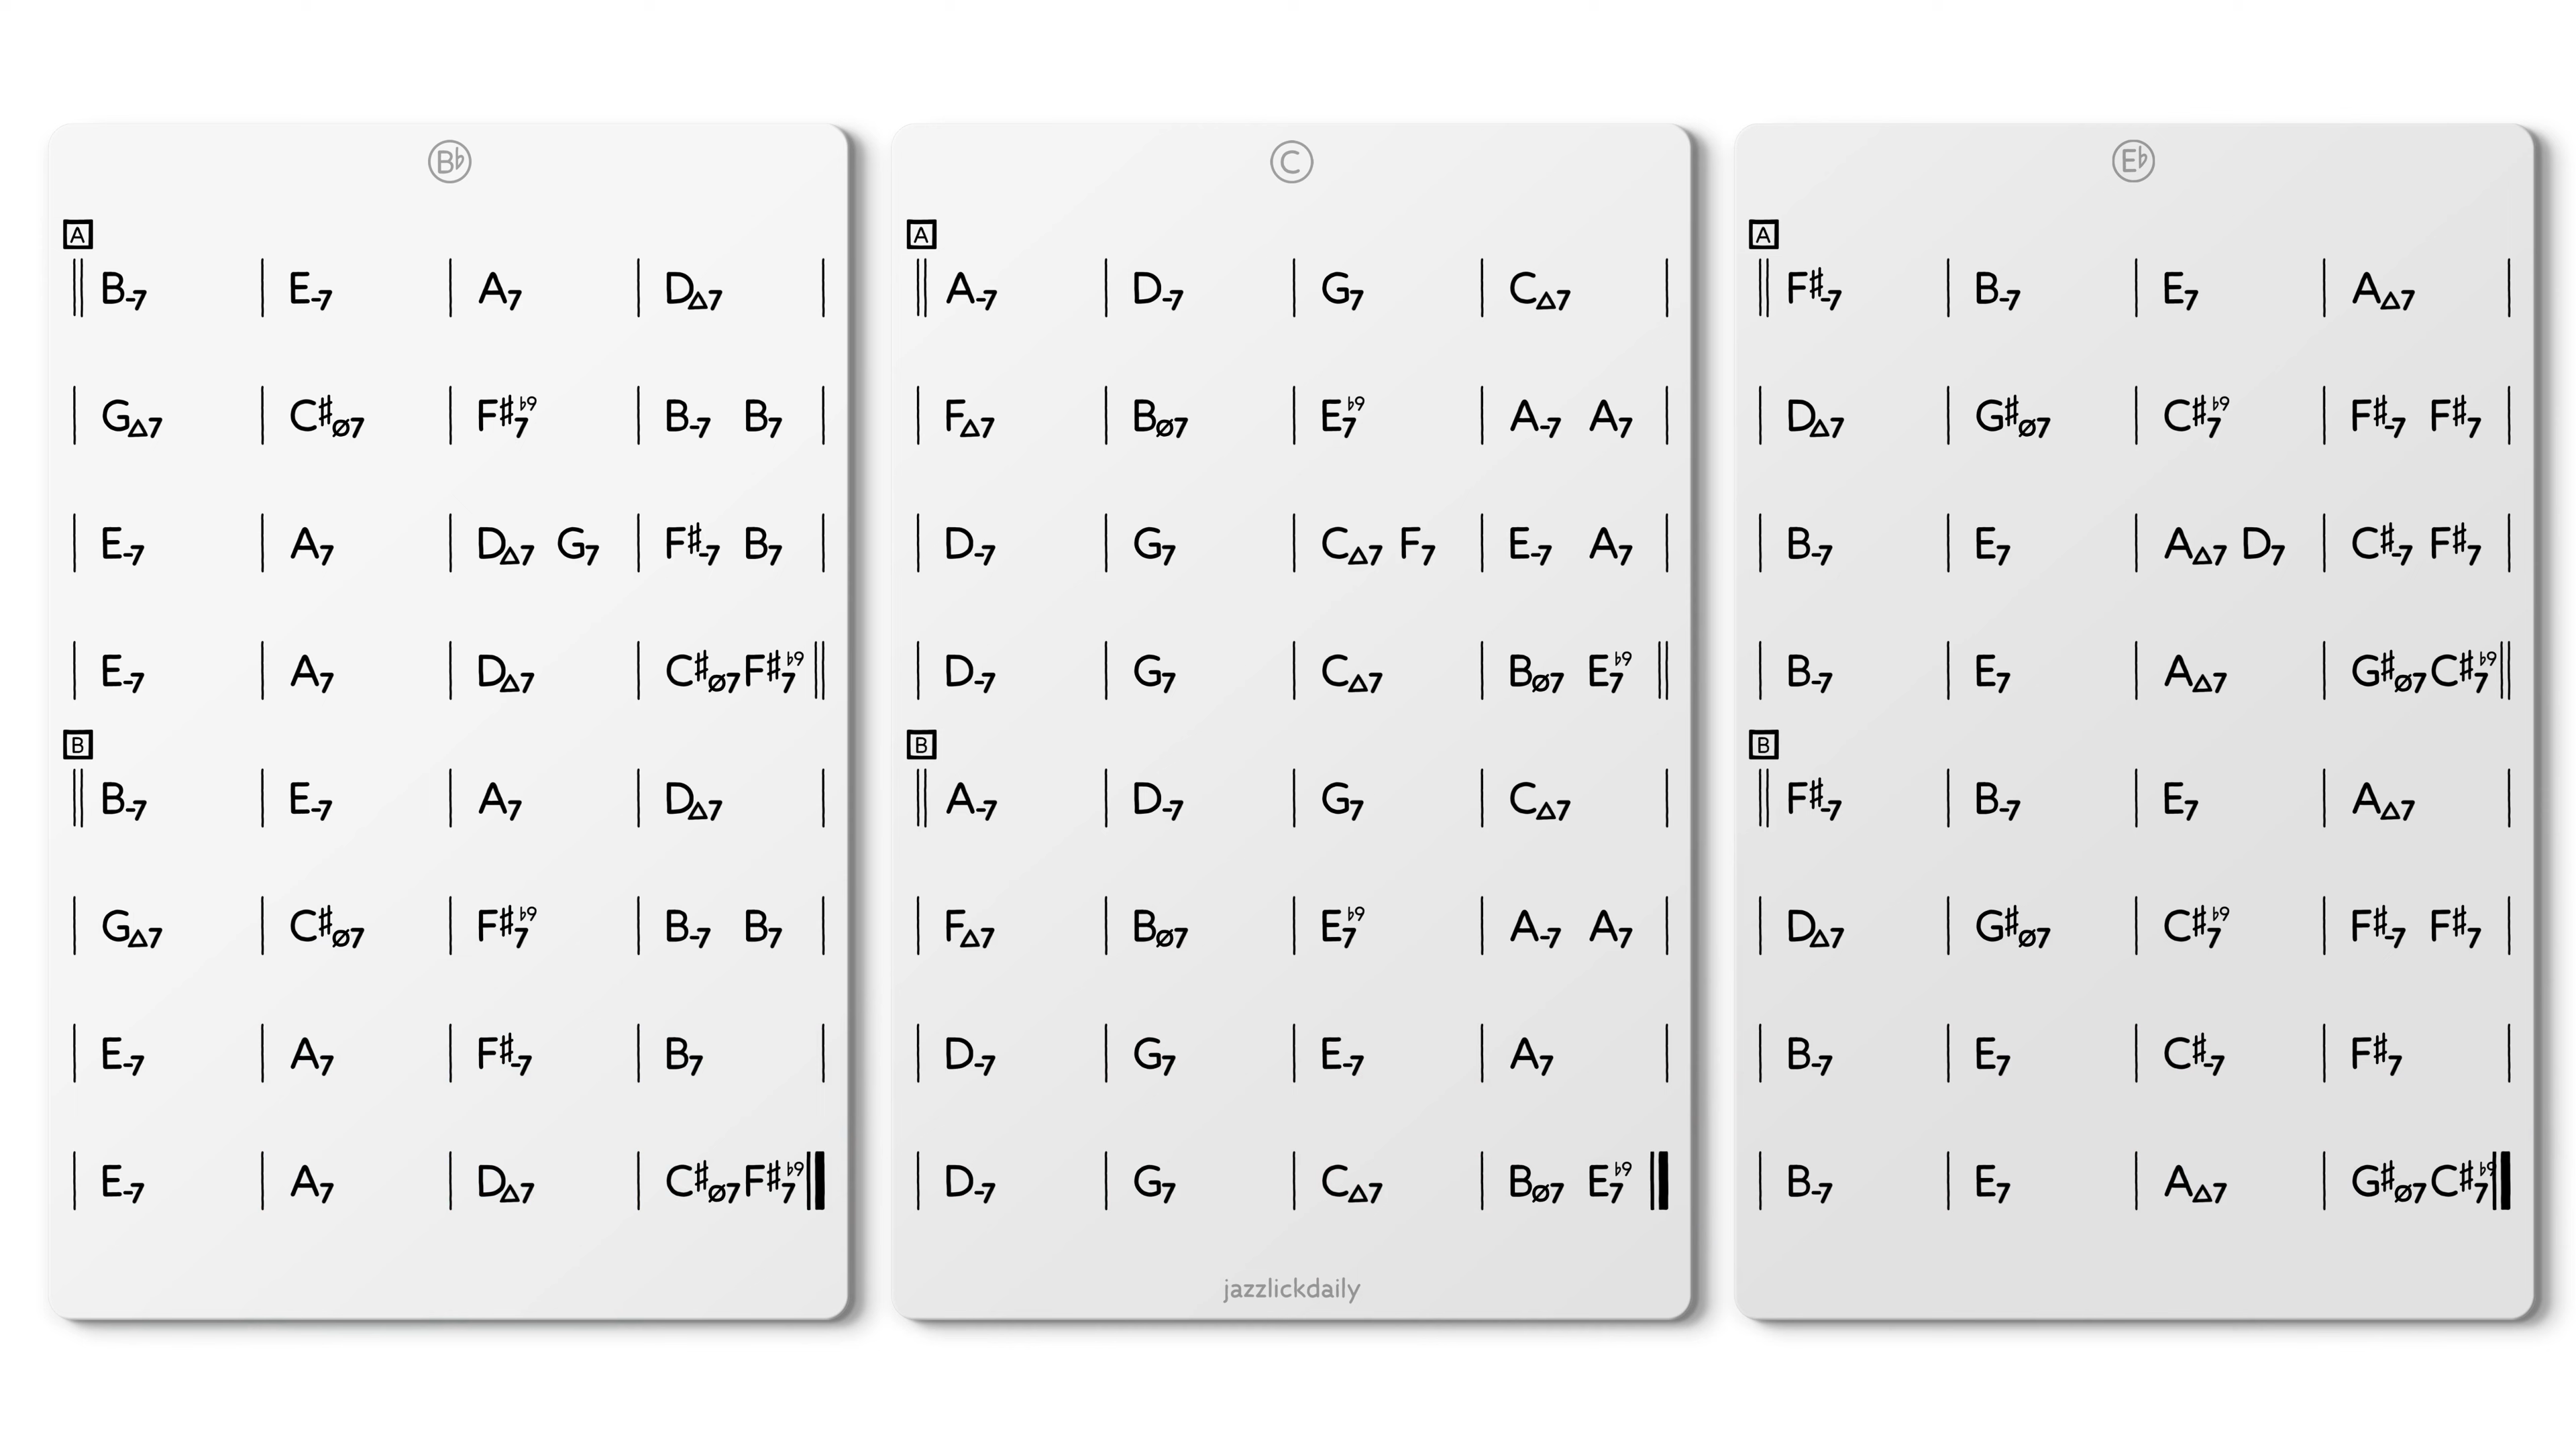 B♭
A
B-7 E-7 A7 D△7
G△7 C♯ø7 F♯7♭9 B-7 B7
E-7 A7 D△7 G7 F♯-7 B7
E-7 A7 D△7 C♯ø7 F♯7♭9
B
B-7 E-7 A7 D△7
G△7 C♯ø7 F♯7♭9 B-7 B7
E-7 A7 F♯-7 B7
E-7 A7 D△7 C♯ø7 F♯7♭9
C
A
A-7 D-7 G7 C△7
F△7 Bø7 E7♭9 A-7 A7
D-7 G7 C△7 F7 E-7 A7
D-7 G7 C△7 Bø7 E7♭9
B
A-7 D-7 G7 C△7
F△7 Bø7 E7♭9 A-7 A7
D-7 G7 E-7 A7
D-7 G7 C△7 Bø7 E7♭9
jazzlickdaily
E♭
A
F♯-7 B-7 E7 A△7
D△7 G♯ø7 C♯7♭9 F♯-7 F♯7
B-7 E7 A△7 D7 C♯-7 F♯7
B-7 E7 A△7 G♯ø7 C♯7♭9
B
F♯-7 B-7 E7 A△7
D△7 G♯ø7 C♯7♭9 F♯-7 F♯7
B-7 E7 C♯-7 F♯7
B-7 E7 A△7 G♯ø7 C♯7♭9